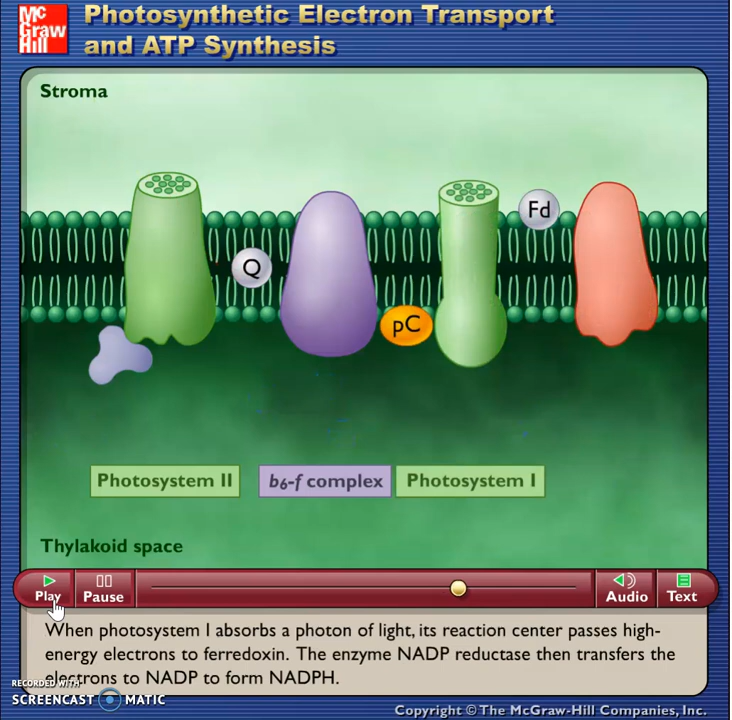 Mc
Graw
Hill
Photosynthetic Electron Transport
and ATP Synthesis
Stroma
Fd
Q
pC
Photosystem II
b6-f complex
Photosystem I
Thylakoid space
Play
Pause
Audio
Text
When photosystem I absorbs a photon of light, its reaction center passes high-
energy electrons to ferredoxin. The enzyme NADP reductase then transfers the
electrons to NADP to form NADPH.
RECORDED WITH
SCREENCAST MATIC
Copyright © The McGraw-Hill Companies, Inc.